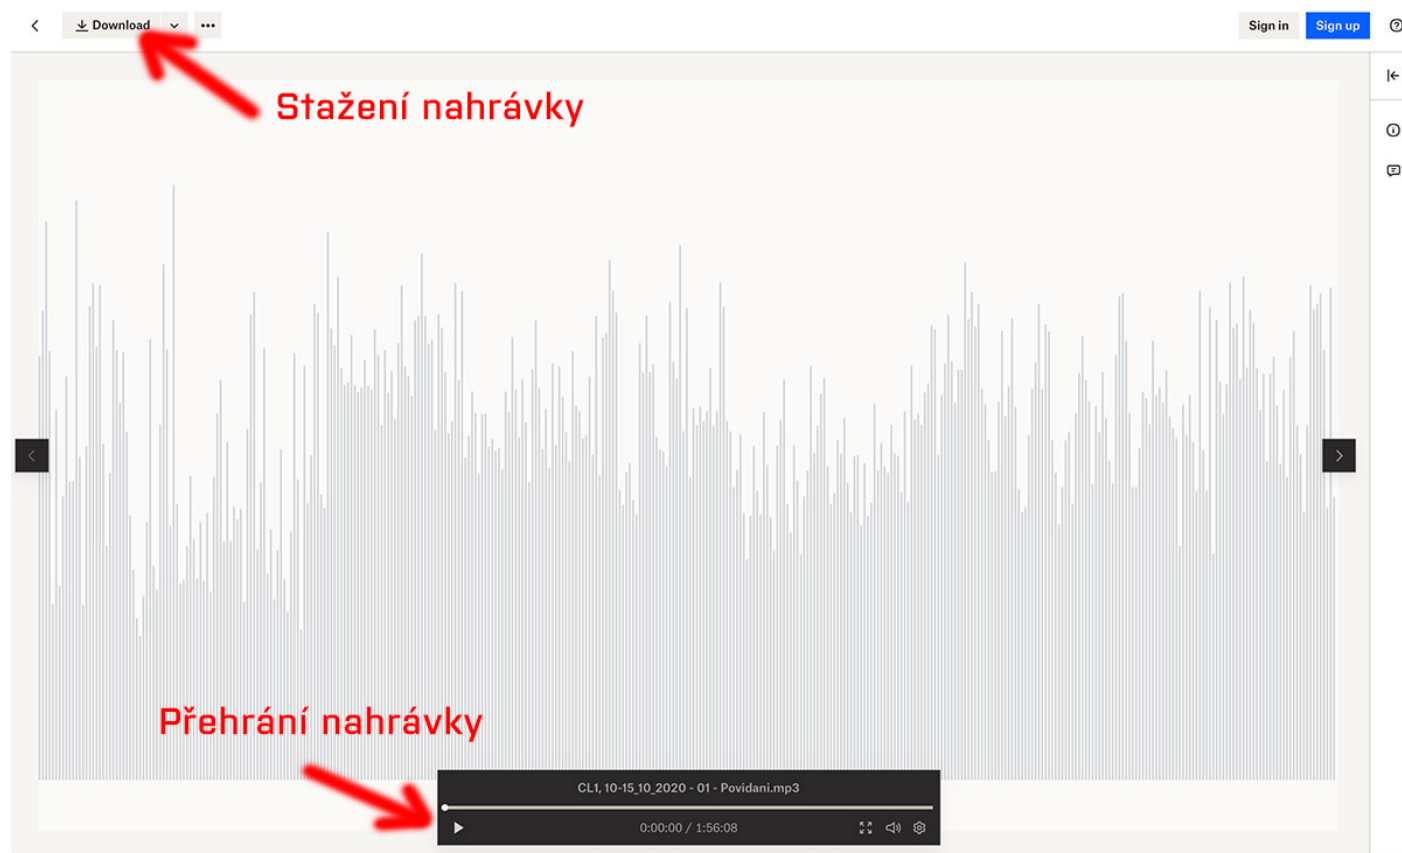 Download
Sign in
Sign up
Stažení nahrávky
Přehrání nahrávky
CL1, 10-15_10_2020 - 01 - Povidani.mp3
0:00:00 / 1:56:08